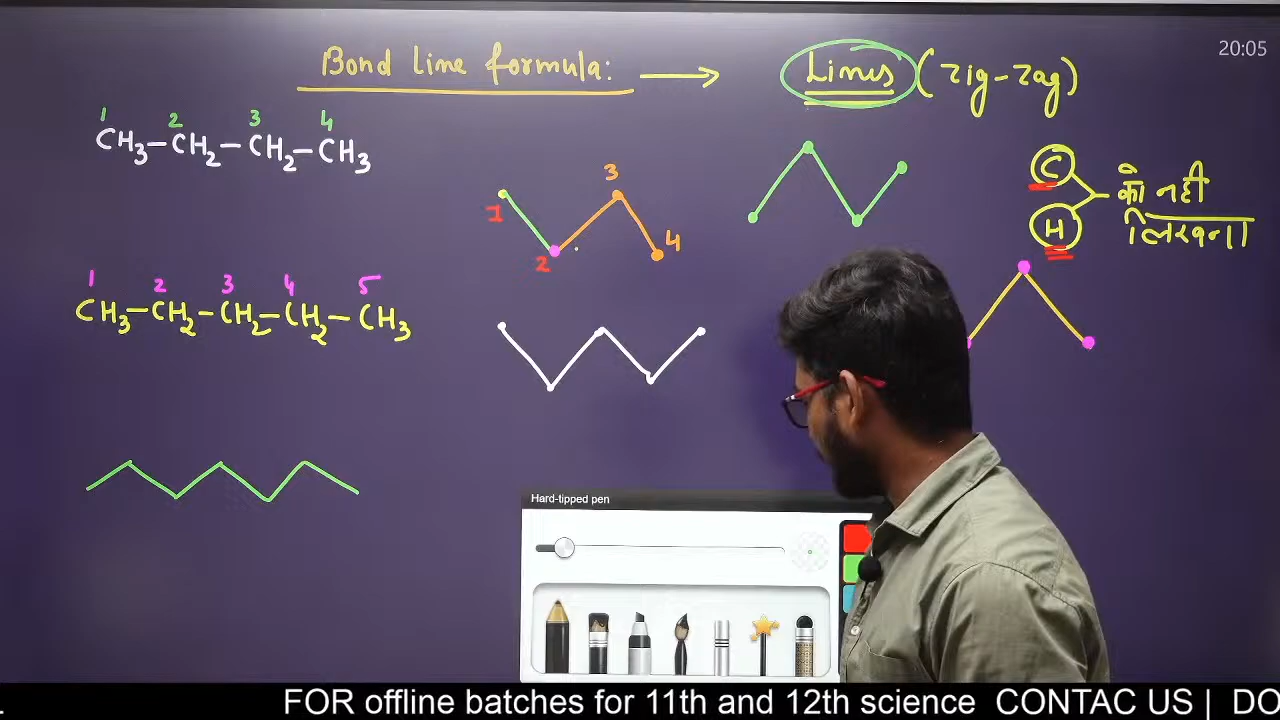 Bond Line formula: → Lines (zig-zag)
20:05
1 2 3 4
CH3-CH2-CH2-CH3
1 2 3 4
C
H
को नहीं
लिखना
1 2 3 4 5
CH3-CH2-CH2-CH2-CH3
Hard-tipped pen
. FOR offline batches for 11th and 12th science CONTAC US | DO